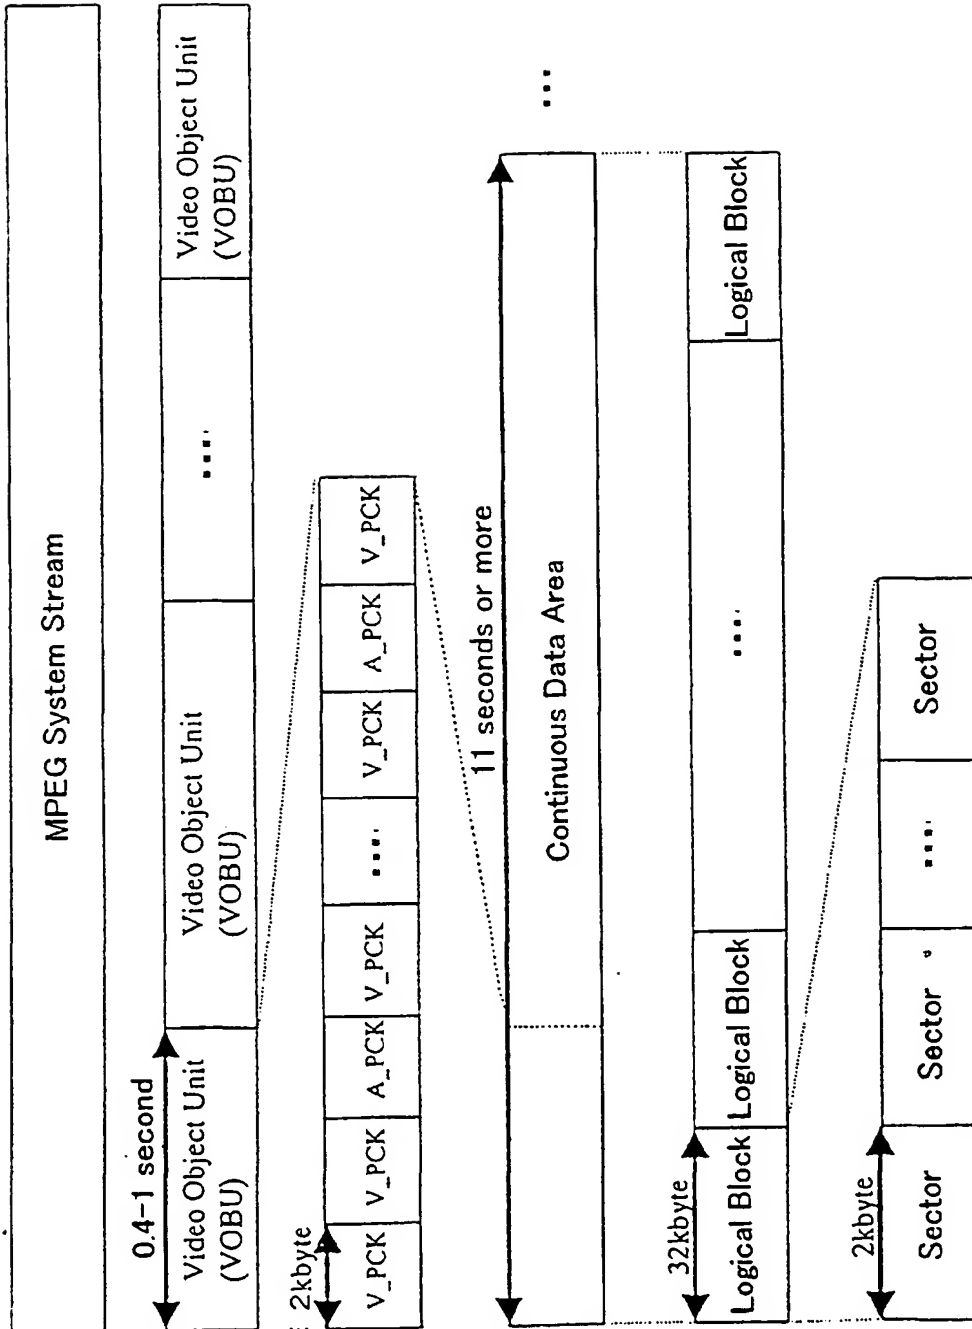 MPEG System Stream
0.4-1 second
Video Object Unit
(VOBU)
Video Object Unit
(VOBU)
....
Video Object Unit
(VOBU)
2kbyte
V_PCK
V_PCK
A_PCK
V_PCK
....
V_PCK
A_PCK
V_PCK
11 seconds or more
Continuous Data Area
...
32kbyte
Logical Block
Logical Block
....
Logical Block
2kbyte
Sector
Sector
....
Sector